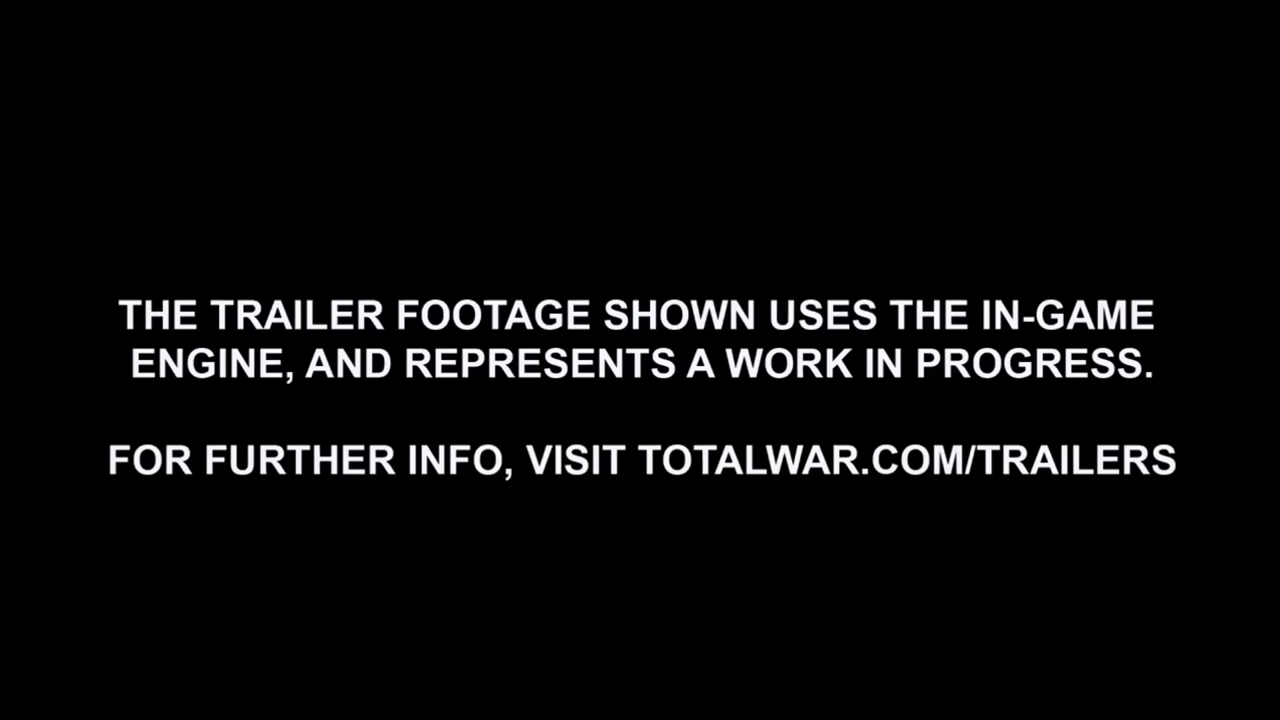 THE TRAILER FOOTAGE SHOWN USES THE IN-GAME
ENGINE, AND REPRESENTS A WORK IN PROGRESS.
FOR FURTHER INFO, VISIT TOTALWAR.COM/TRAILERS